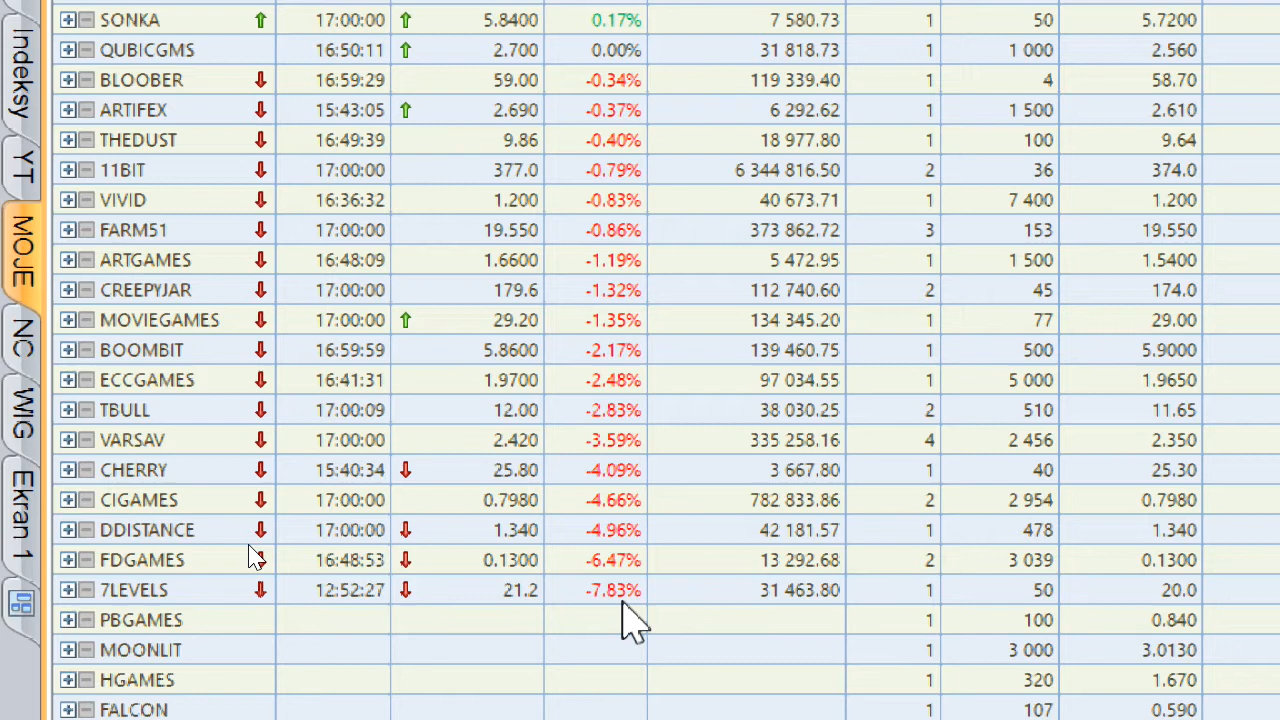 Indeksy
YT
MOJE
NC
WIG
Ekran 1
SONKA 17:00:00 5.8400 0.17% 7 580.73 1 50 5.7200
QUBICGMS 16:50:11 2.700 0.00% 31 818.73 1 1 000 2.560
BLOOBER 16:59:29 59.00 -0.34% 119 339.40 1 4 58.70
ARTIFEX 15:43:05 2.690 -0.37% 6 292.62 1 1 500 2.610
THEDUST 16:49:39 9.86 -0.40% 18 977.80 1 100 9.64
11BIT 17:00:00 377.0 -0.79% 6 344 816.50 2 36 374.0
VIVID 16:36:32 1.200 -0.83% 40 673.71 1 7 400 1.200
FARM51 17:00:00 19.550 -0.86% 373 862.72 3 153 19.550
ARTGAMES 16:48:09 1.6600 -1.19% 5 472.95 1 1 500 1.5400
CREEPYJAR 17:00:00 179.6 -1.32% 112 740.60 2 45 174.0
MOVIEGAMES 17:00:00 29.20 -1.35% 134 345.20 1 77 29.00
BOOMBIT 16:59:59 5.8600 -2.17% 139 460.75 1 500 5.9000
ECCGAMES 16:41:31 1.9700 -2.48% 97 034.55 1 5 000 1.9650
TBULL 17:00:09 12.00 -2.83% 38 030.25 2 510 11.65
VARSAV 17:00:00 2.420 -3.59% 335 258.16 4 2 456 2.350
CHERRY 15:40:34 25.80 -4.09% 3 667.80 1 40 25.30
CIGAMES 17:00:00 0.7980 -4.66% 782 833.86 2 2 954 0.7980
DDISTANCE 17:00:00 1.340 -4.96% 42 181.57 1 478 1.340
FDGAMES 16:48:53 0.1300 -6.47% 13 292.68 2 3 039 0.1300
7LEVELS 12:52:27 21.2 -7.83% 31 463.80 1 50 20.0
PBGAMES 1 100 0.840
MOONLIT 1 3 000 3.0130
HGAMES 1 320 1.670
FALCON 1 107 0.590